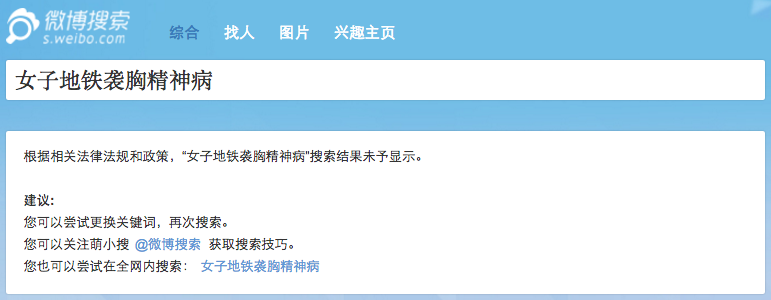 微博搜索
s.weibo.com
综合 找人 图片 兴趣主页
女子地铁袭胸精神病
根据相关法律法规和政策，“女子地铁袭胸精神病”搜索结果未予显示。
建议：
您可以尝试更换关键词，再次搜索。
您可以关注萌小搜 @微博搜索 获取搜索技巧。
您也可以尝试在全网内搜索： 女子地铁袭胸精神病